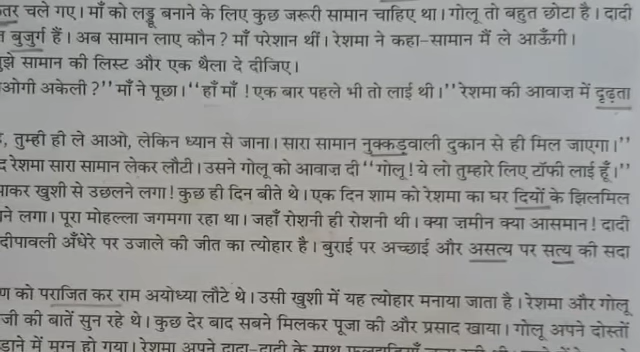 तर चले गए। माँ को लड्डू बनाने के लिए कुछ जरूरी सामान चाहिए था। गोलू तो बहुत छोटा है। दादी
बुजुर्ग हैं। अब सामान लाए कौन? माँ परेशान थीं। रेशमा ने कहा-सामान मैं ले आऊँगी।
झे सामान की लिस्ट और एक थैला दे दीजिए।
ओगी अकेली?'' माँ ने पूछा। ''हाँ माँ ! एक बार पहले भी तो लाई थी।'' रेशमा की आवाज़ में दृढ़ता
, तुम्ही ही ले आओ, लेकिन ध्यान से जाना। सारा सामान नुक्कड़वाली दुकान से ही मिल जाएगा।''
द रेशमा सारा सामान लेकर लौटी। उसने गोलू को आवाज़ दी ''गोलू ! ये लो तुम्हारे लिए टॉफी लाई हूँ।''
ाकर खुशी से उछलने लगा ! कुछ ही दिन बीते थे। एक दिन शाम को रेशमा का घर दियों के झिलमिल
ने लगा। पूरा मोहल्ला जगमगा रहा था। जहाँ रोशनी ही रोशनी थी। क्या ज़मीन क्या आसमान ! दादी
दीपावली अँधेरे पर उजाले की जीत का त्योहार है। बुराई पर अच्छाई और असत्य पर सत्य की सदा
ण को पराजित कर राम अयोध्या लौटे थे। उसी खुशी में यह त्योहार मनाया जाता है। रेशमा और गोलू
जी की बातें सुन रहे थे। कुछ देर बाद सबने मिलकर पूजा की और प्रसाद खाया। गोलू अपने दोस्तों
ड़ाने में मग्न हो गया। रेशमा अपने दादा-दादी के साथ फुलझड़ियाँ